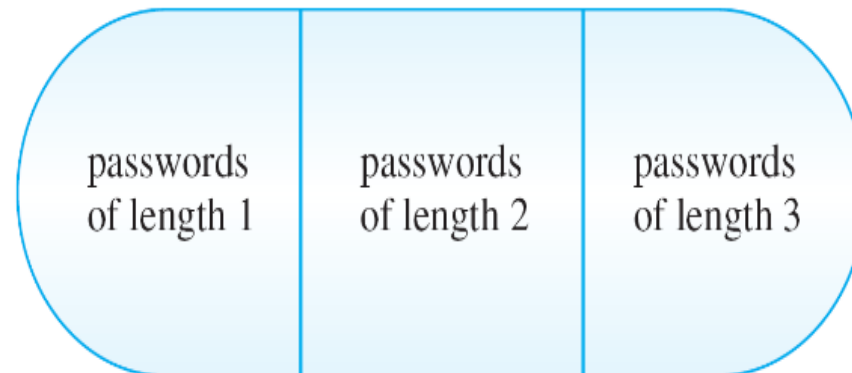 passwords
of length 1
passwords
of length 2
passwords
of length 3